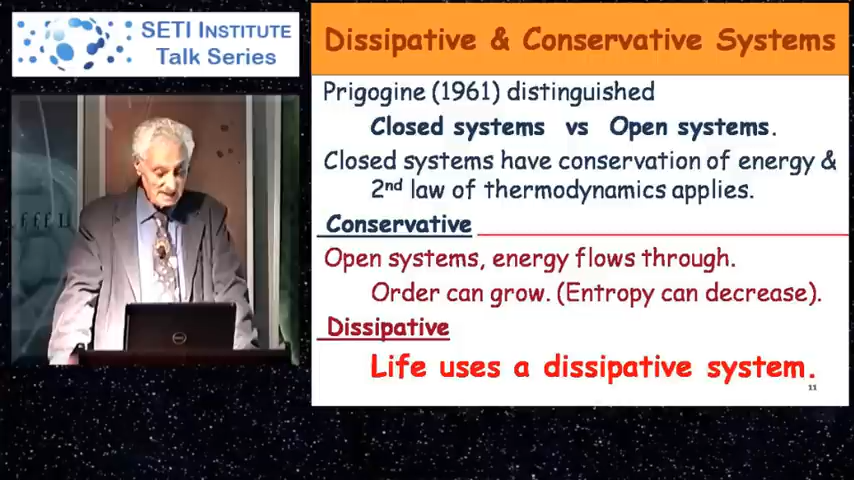 SETI INSTITUTE
Talk Series
Dissipative & Conservative Systems
Prigogine (1961) distinguished
Closed systems vs Open systems.
Closed systems have conservation of energy &
2nd law of thermodynamics applies.
Conservative
Open systems, energy flows through.
Order can grow. (Entropy can decrease).
Dissipative
Life uses a dissipative system.
11
DELL